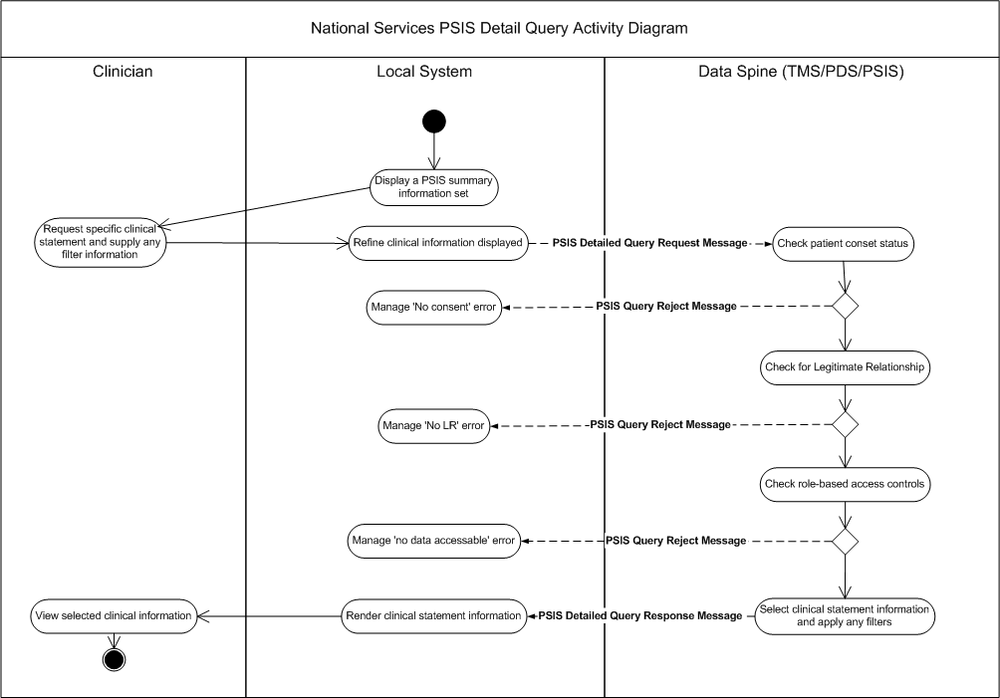 National Services PSIS Detail Query Activity Diagram
Clinician
Local System
Data Spine (TMS/PDS/PSIS)
Display a PSIS summary
information set
Request specific clinical
statement and supply any
filter information
Refine clinical information displayed
PSIS Detailed Query Request Message
Check patient conset status
Manage 'No consent' error
PSIS Query Reject Message
Check for Legitimate Relationship
Manage 'No LR' error
PSIS Query Reject Message
Check role-based access controls
Manage 'no data accessable' error
PSIS Query Reject Message
View selected clinical information
Render clinical statement information
PSIS Detailed Query Response Message
Select clinical statement information
and apply any filters